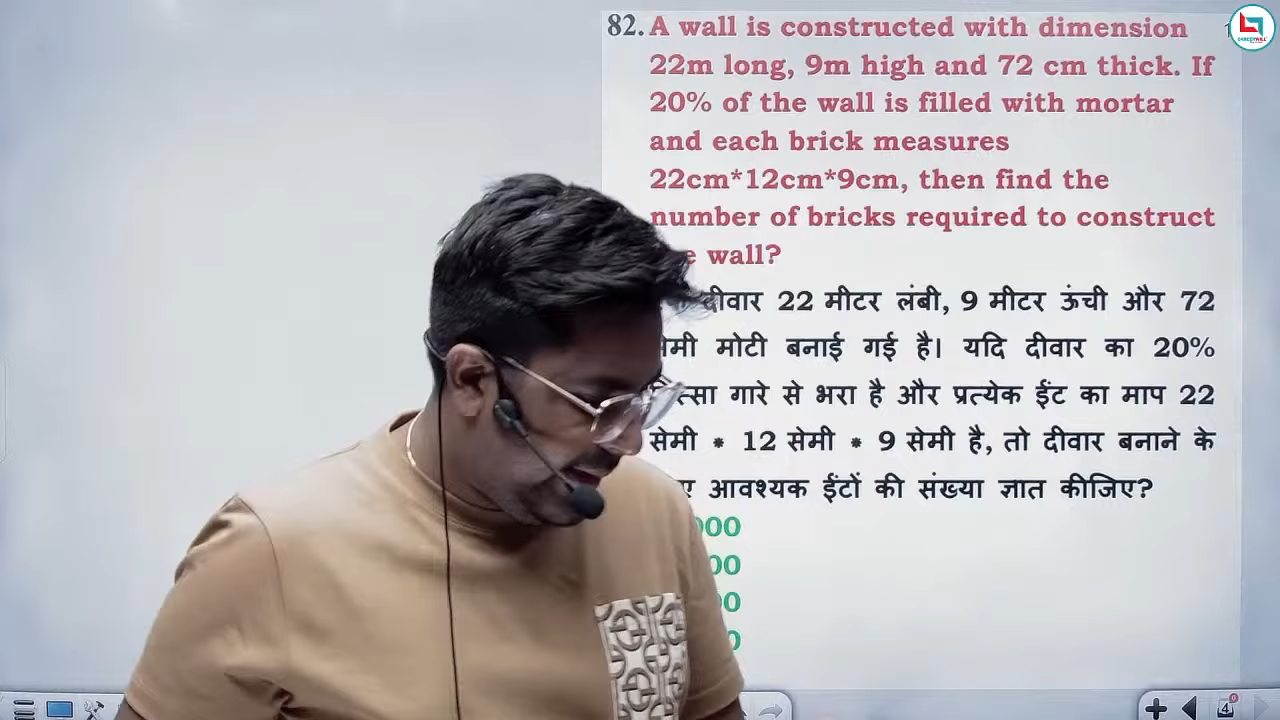 82. A wall is constructed with dimension
22m long, 9m high and 72 cm thick. If
20% of the wall is filled with mortar
and each brick measures
22cm*12cm*9cm, then find the
number of bricks required to construct
wall?
दीवार 22 मीटर लंबी, 9 मीटर ऊंची और 72
मोटी बनाई गई है। यदि दीवार का 20%
गारे से भरा है और प्रत्येक ईंट का माप 22
सेमी * 12 सेमी * 9 सेमी है, तो दीवार बनाने के
आवश्यक ईंटों की संख्या ज्ञात कीजिए?
CAREERWILL
4